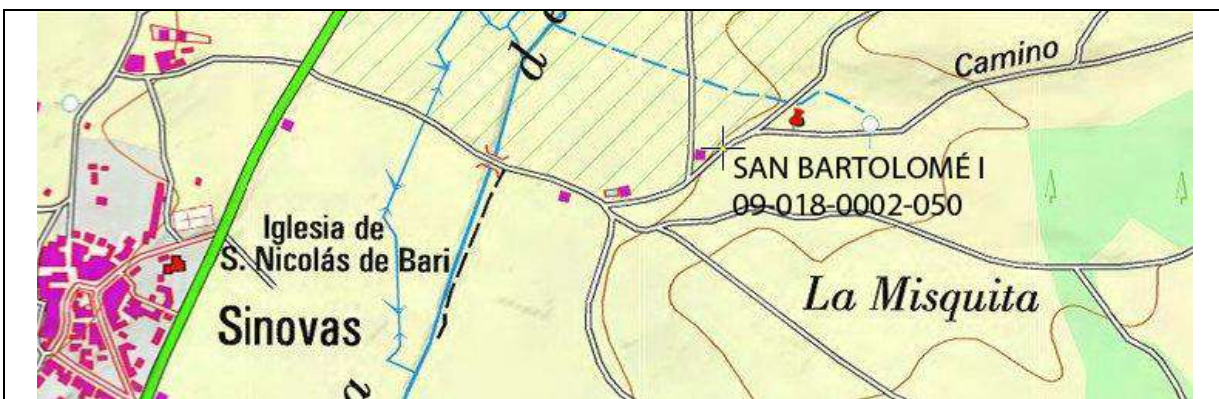 d e
Camino
SAN BARTOLOMÉ I
09-018-0002-050
Iglesia de
S. Nicolás de Bari
La Misquita
Sinovas
a